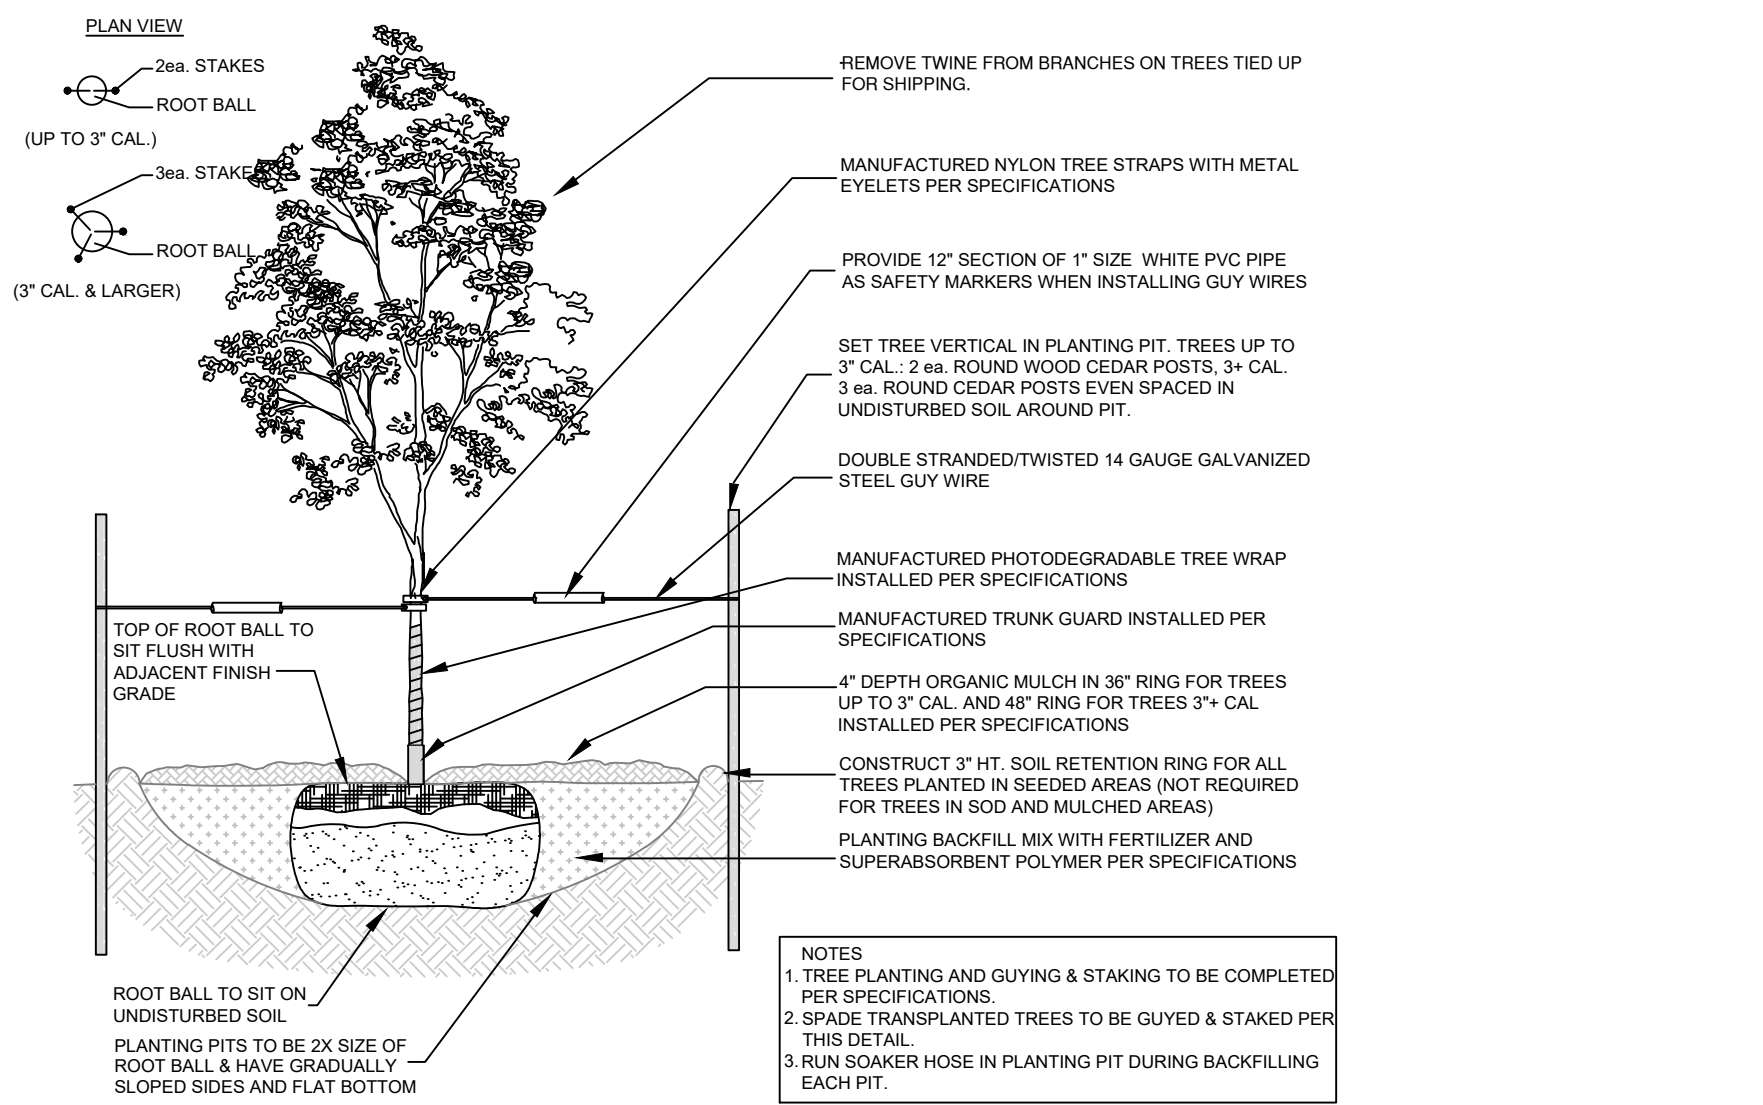 PLAN VIEW
2ea. STAKES
ROOT BALL
(UP TO 3" CAL.)
3ea. STAKES
ROOT BALL
(3" CAL. & LARGER)
REMOVE TWINE FROM BRANCHES ON TREES TIED UP
FOR SHIPPING.
MANUFACTURED NYLON TREE STRAPS WITH METAL
EYELETS PER SPECIFICATIONS
PROVIDE 12" SECTION OF 1" SIZE WHITE PVC PIPE
AS SAFETY MARKERS WHEN INSTALLING GUY WIRES
SET TREE VERTICAL IN PLANTING PIT. TREES UP TO
3" CAL.: 2 ea. ROUND WOOD CEDAR POSTS, 3+ CAL.
3 ea. ROUND CEDAR POSTS EVEN SPACED IN
UNDISTURBED SOIL AROUND PIT.
DOUBLE STRANDED/TWISTED 14 GAUGE GALVANIZED
STEEL GUY WIRE
MANUFACTURED PHOTODEGRADABLE TREE WRAP
INSTALLED PER SPECIFICATIONS
MANUFACTURED TRUNK GUARD INSTALLED PER
SPECIFICATIONS
4" DEPTH ORGANIC MULCH IN 36" RING FOR TREES
UP TO 3" CAL. AND 48" RING FOR TREES 3"+ CAL
INSTALLED PER SPECIFICATIONS
CONSTRUCT 3" HT. SOIL RETENTION RING FOR ALL
TREES PLANTED IN SEEDED AREAS (NOT REQUIRED
FOR TREES IN SOD AND MULCHED AREAS)
PLANTING BACKFILL MIX WITH FERTILIZER AND
SUPERABSORBENT POLYMER PER SPECIFICATIONS
TOP OF ROOT BALL TO
SIT FLUSH WITH
ADJACENT FINISH
GRADE
ROOT BALL TO SIT ON
UNDISTURBED SOIL
PLANTING PITS TO BE 2X SIZE OF
ROOT BALL & HAVE GRADUALLY
SLOPED SIDES AND FLAT BOTTOM
NOTES
1. TREE PLANTING AND GUYING & STAKING TO BE COMPLETED
PER SPECIFICATIONS.
2. SPADE TRANSPLANTED TREES TO BE GUYED & STAKED PER
THIS DETAIL.
3. RUN SOAKER HOSE IN PLANTING PIT DURING BACKFILLING
EACH PIT.